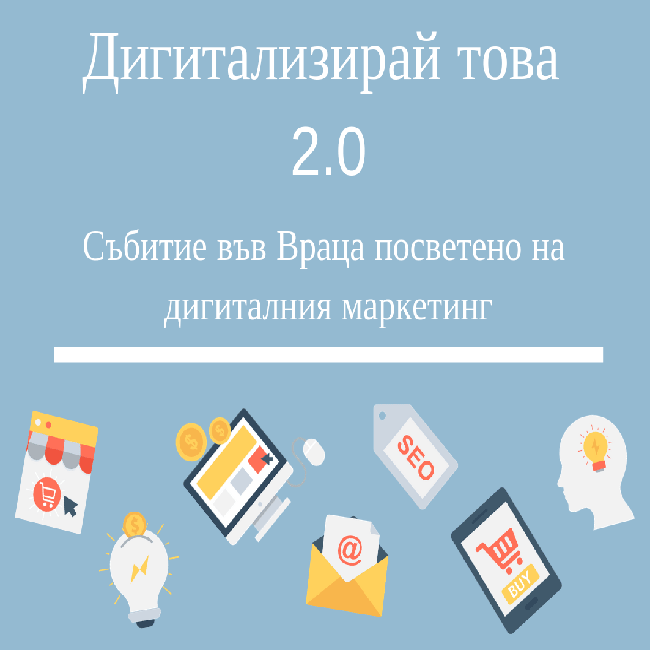 Дигитализирай това
2.0
Събитие във Враца посветено на
дигиталния маркетинг
$
$
SEO
$
@
BUY